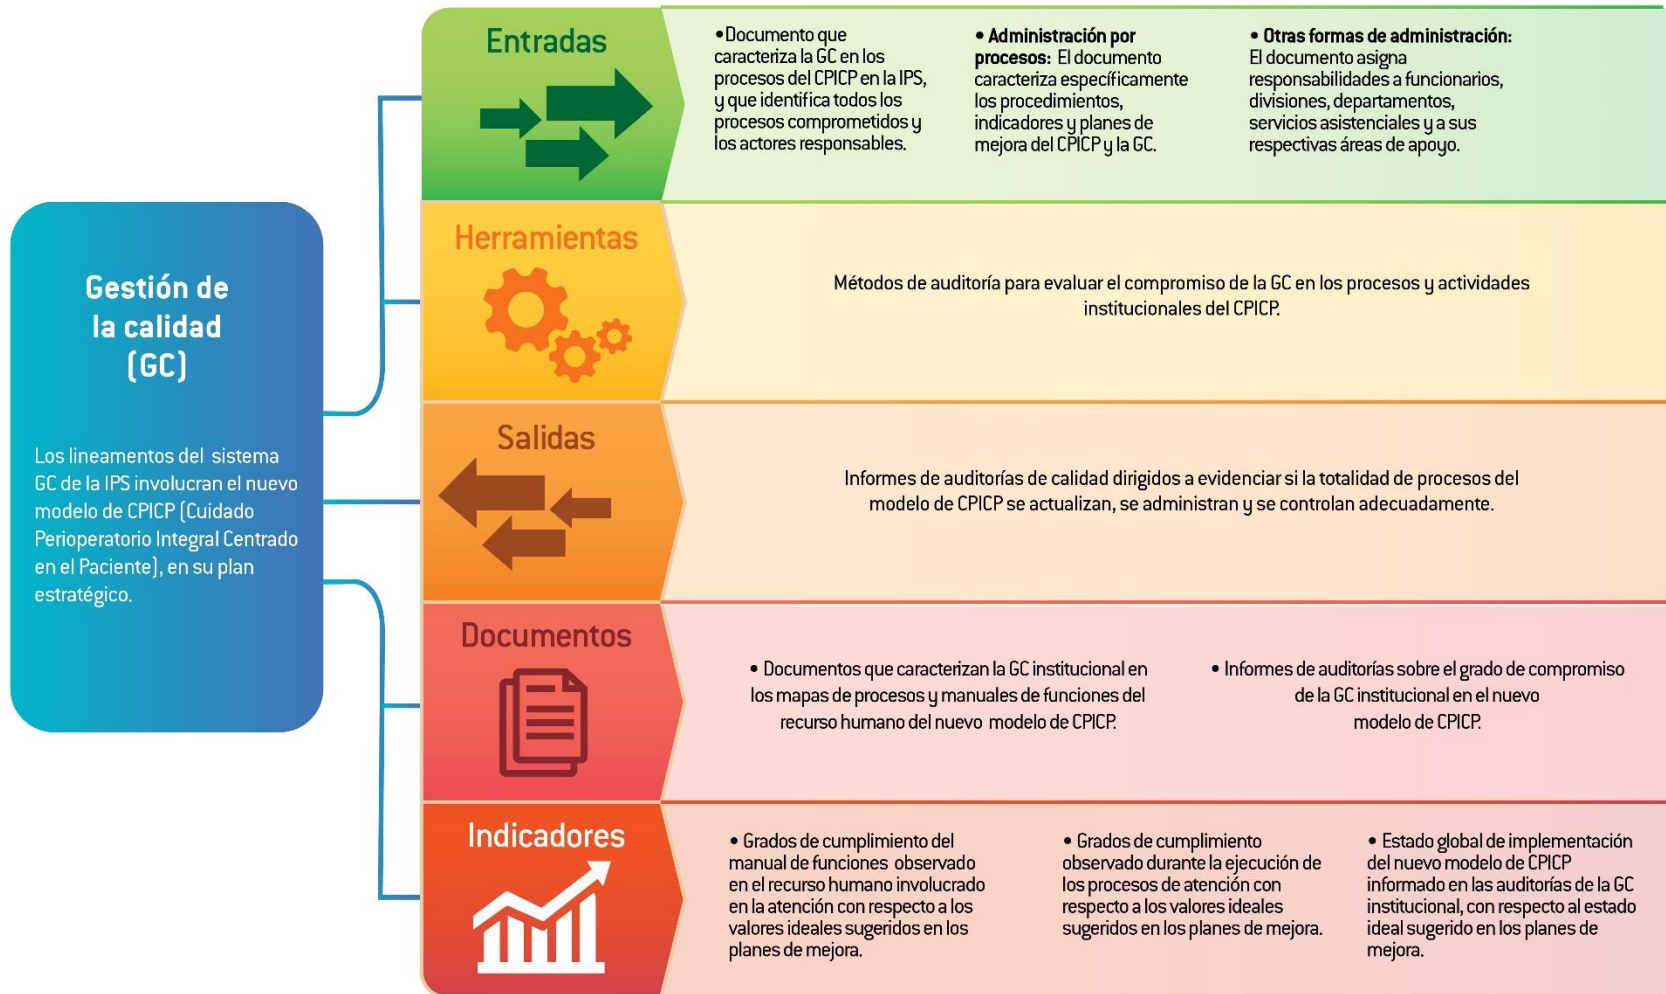 Gestión de
la calidad
(GC)
Los lineamentos del sistema
GC de la IPS involucran el nuevo
modelo de CPICP (Cuidado
Perioperatorio Integral Centrado
en el Paciente), en su plan
estratégico.
Entradas
•Documento que
caracteriza la GC en los
procesos del CPICP en la IPS,
y que identifica todos los
procesos comprometidos y
los actores responsables.
• Administración por
procesos: El documento
caracteriza específicamente
los procedimientos,
indicadores y planes de
mejora del CPICP y la GC.
• Otras formas de administración:
El documento asigna
responsabilidades a funcionarios,
divisiones, departamentos,
servicios asistenciales y a sus
respectivas áreas de apoyo.
Herramientas
Métodos de auditoría para evaluar el compromiso de la GC en los procesos y actividades
institucionales del CPICP.
Salidas
Informes de auditorías de calidad dirigidos a evidenciar si la totalidad de procesos del
modelo de CPICP se actualizan, se administran y se controlan adecuadamente.
Documentos
• Documentos que caracterizan la GC institucional en
los mapas de procesos y manuales de funciones del
recurso humano del nuevo modelo de CPICP.
• Informes de auditorías sobre el grado de compromiso
de la GC institucional en el nuevo
modelo de CPICP.
Indicadores
• Grados de cumplimiento del
manual de funciones observado
en el recurso humano involucrado
en la atención con respecto a los
valores ideales sugeridos en los
planes de mejora.
• Grados de cumplimiento
observado durante la ejecución de
los procesos de atención con
respecto a los valores ideales
sugeridos en los planes de mejora.
• Estado global de implementación
del nuevo modelo de CPICP
informado en las auditorías de la GC
institucional, con respecto al estado
ideal sugerido en los planes de
mejora.